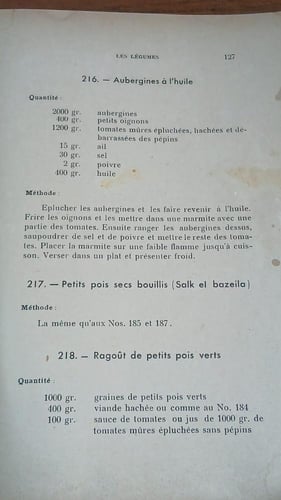 LES LÉGUMES 127
216. — Aubergines à l'huile
Quantité :
2000 gr. aubergines
400 gr. petits oignons
1200 gr. tomates mûres épluchées, hachées et dé-
barrassées des pépins
15 gr. ail
30 gr. sel
2 gr. poivre
400 gr. huile
Méthode :
Eplucher les aubergines et les faire revenir à l'huile.
Frire les oignons et les mettre dans une marmite avec une
partie des tomates. Ensuite ranger les aubergines dessus,
saupoudrer de sel et de poivre et mettre le reste des toma-
tes. Placer la marmite sur une faible flamme jusqu'à cuis-
son. Verser dans un plat et présenter froid.
217. — Petits pois secs bouillis (Salk el bazeila)
Méthode :
La même qu'aux Nos. 185 et 187.
218. — Ragoût de petits pois verts
Quantité :
1000 gr. graines de petits pois verts
400 gr. viande hachée ou comme au No. 184
100 gr. sauce de tomates ou jus de 1000 gr. de
tomates mûres épluchées sans pépins